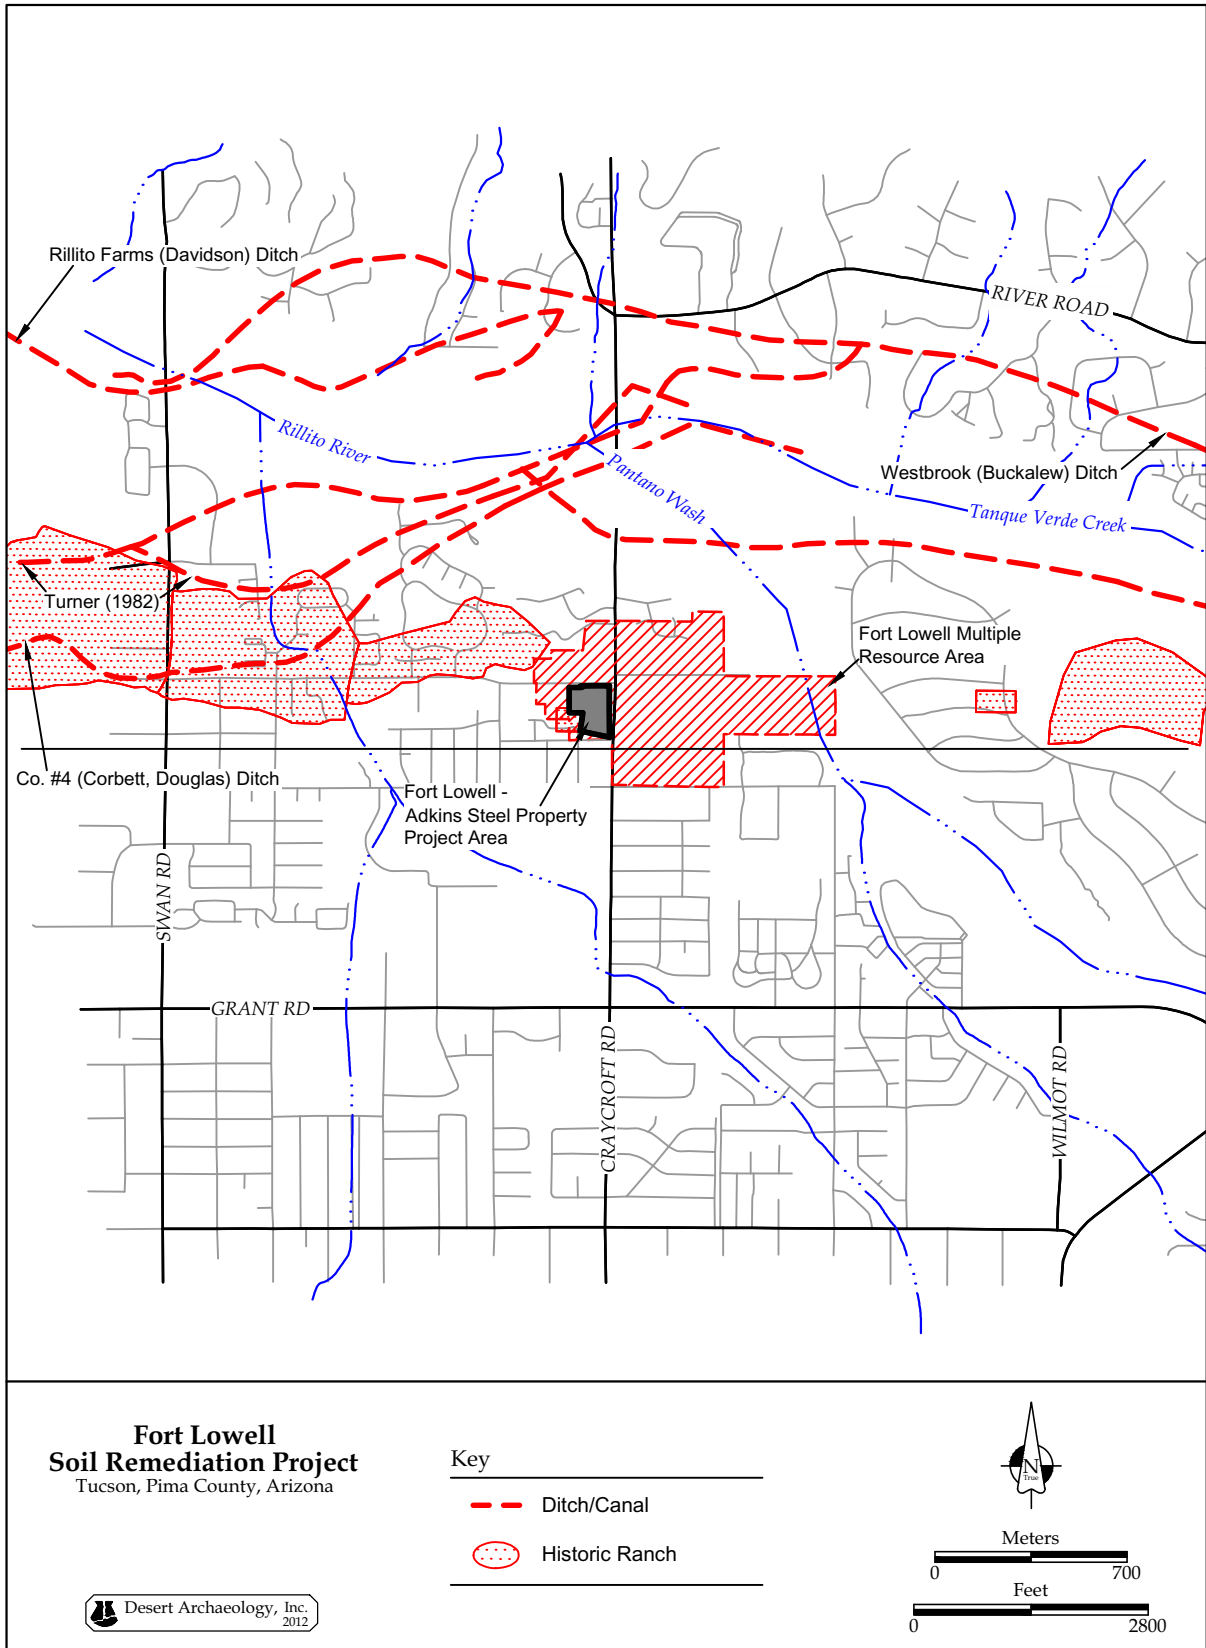 Rillito Farms (Davidson) Ditch
RIVER ROAD
Rillito River
Pantano Wash
Westbrook (Buckalew) Ditch
Tanque Verde Creek
Turner (1982)
Fort Lowell Multiple
Resource Area
Co. #4 (Corbett, Douglas) Ditch
Fort Lowell -
Adkins Steel Property
Project Area
SWAN RD
GRANT RD
CRAYCROFT RD
WILMOT RD
Fort Lowell
Soil Remediation Project
Tucson, Pima County, Arizona
Desert Archaeology, Inc.
2012
Key
Ditch/Canal
Historic Ranch
N
True
Meters
0 700
Feet
0 2800